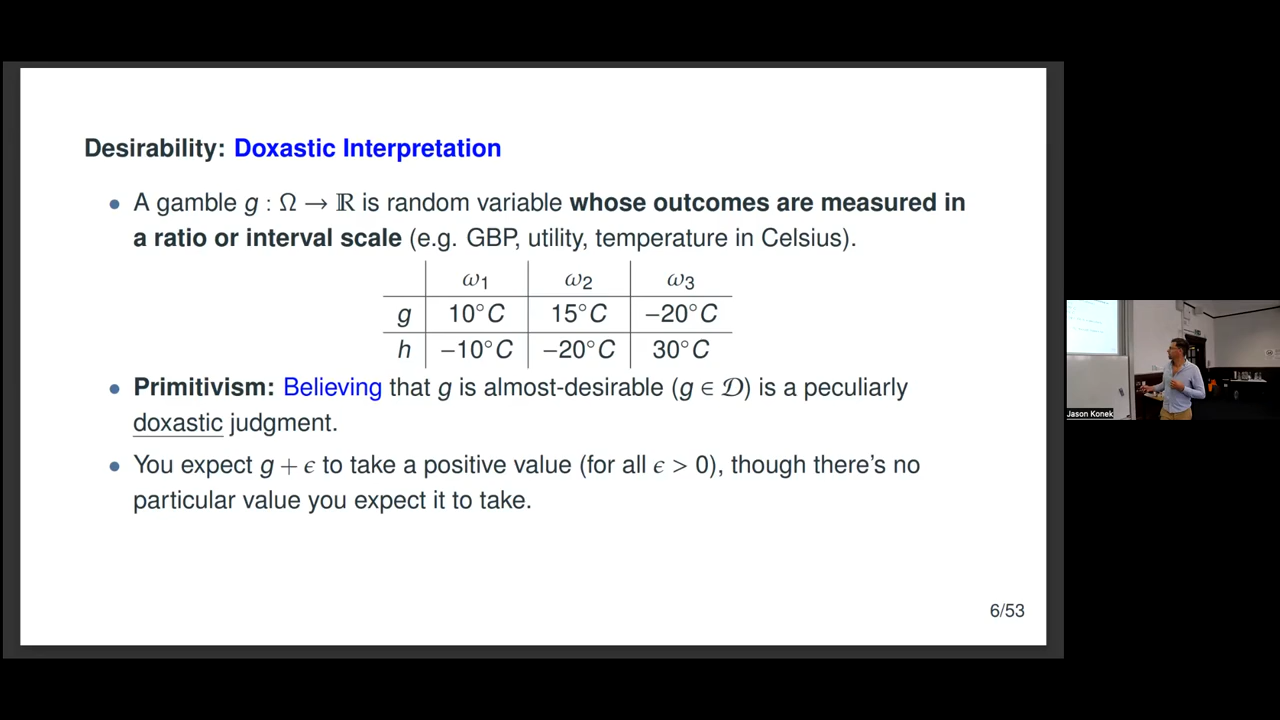 Desirability: Doxastic Interpretation
• A gamble g : Ω → ℝ is random variable whose outcomes are measured in
a ratio or interval scale (e.g. GBP, utility, temperature in Celsius).
ω₁ ω₂ ω₃
g 10°C 15°C −20°C
h −10°C −20°C 30°C
• Primitivism: Believing that g is almost-desirable (g ∈ 𝒟) is a peculiarly
doxastic judgment.
• You expect g + ϵ to take a positive value (for all ϵ > 0), though there's no
particular value you expect it to take.
6/53
Jason Konek